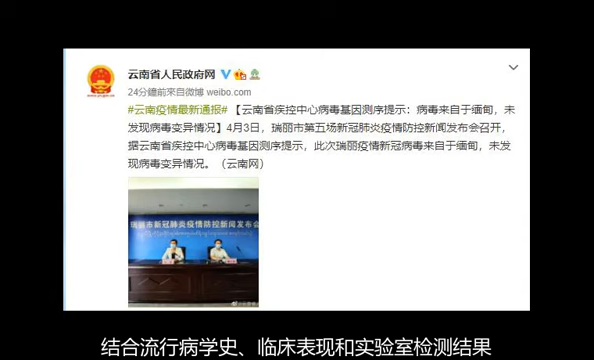 云南省人民政府网
24分鐘前來自微博 weibo.com
#云南疫情最新通报# 【云南省疾控中心病毒基因测序提示：病毒来自于缅甸，未
发现病毒变异情况】4月3日，瑞丽市第五场新冠肺炎疫情防控新闻发布会召开，
据云南省疾控中心病毒基因测序提示，此次瑞丽疫情新冠病毒来自于缅甸，未发
现病毒变异情况。（云南网）
瑞丽市新冠肺炎疫情防控新闻发布会
结合流行病学史、临床表现和实验室检测结果